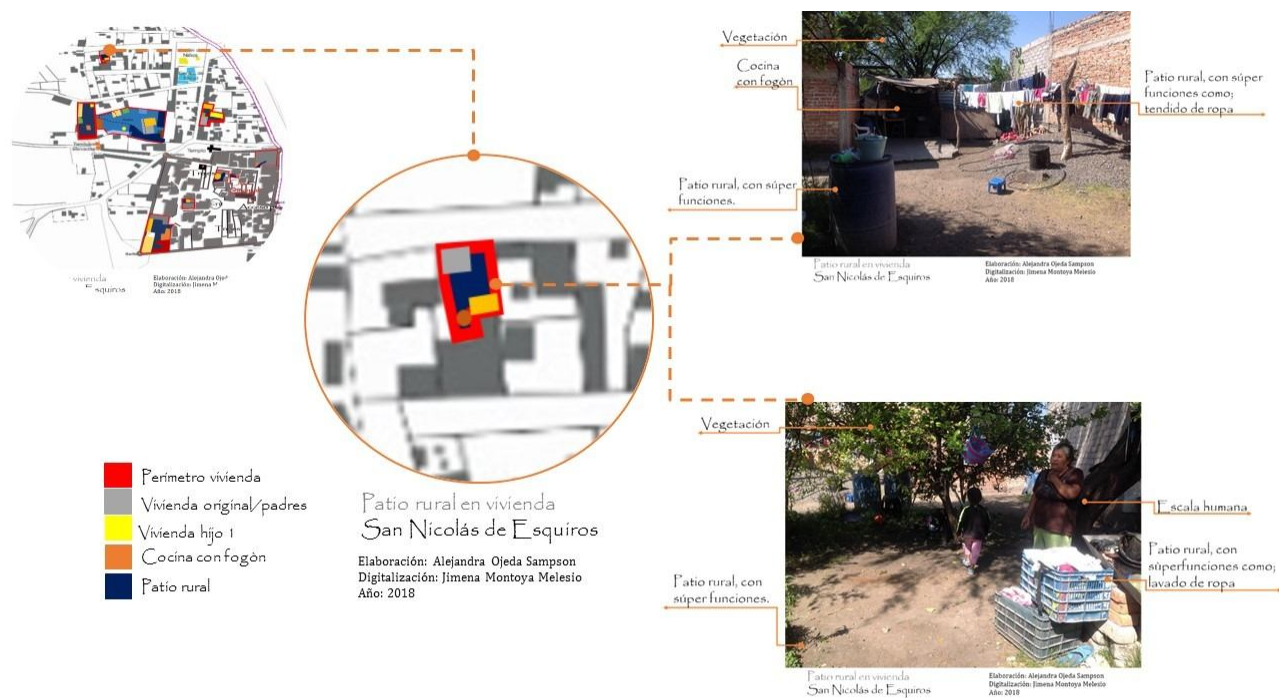 Niños
Templo
vivienda
Esquiros
Elaboración: Alejandra Oje
Digitalización: Jimena M
Año: 2018
Perímetro vivienda
Vivienda original/padres
Vivienda hijo 1
Cocina con fogón
Patio rural
Patio rural en vivienda
San Nicolás de Esquiros
Elaboración: Alejandra Ojeda Sampson
Digitalización: Jimena Montoya Melesio
Año: 2018
Vegetación
Cocina
con fogón
Patio rural, con súper
funciones.
Patio rural, con súper
funciones como;
tendido de ropa
Patio rural en vivienda
San Nicolás de Esquiros
Elaboración: Alejandra Ojeda Sampson
Digitalización: Jimena Montoya Melesio
Año: 2018
Vegetación
Patio rural, con
súper funciones.
Escala humana
Patio rural, con
súperfunciones como;
lavado de ropa
Patio rural en vivienda
San Nicolás de Esquiros
Elaboración: Alejandra Ojeda Sampson
Digitalización: Jimena Montoya Melesio
Año: 2018